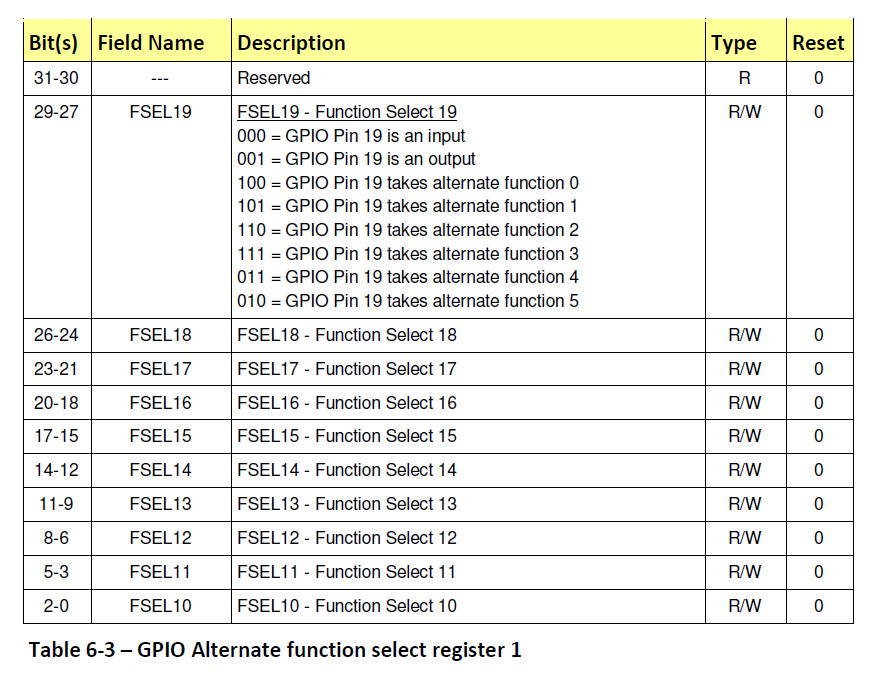 Bit(s) Field Name Description Type Reset
31-30 --- Reserved R 0
29-27 FSEL19 FSEL19 - Function Select 19 R/W 0
000 = GPIO Pin 19 is an input
001 = GPIO Pin 19 is an output
100 = GPIO Pin 19 takes alternate function 0
101 = GPIO Pin 19 takes alternate function 1
110 = GPIO Pin 19 takes alternate function 2
111 = GPIO Pin 19 takes alternate function 3
011 = GPIO Pin 19 takes alternate function 4
010 = GPIO Pin 19 takes alternate function 5
26-24 FSEL18 FSEL18 - Function Select 18 R/W 0
23-21 FSEL17 FSEL17 - Function Select 17 R/W 0
20-18 FSEL16 FSEL16 - Function Select 16 R/W 0
17-15 FSEL15 FSEL15 - Function Select 15 R/W 0
14-12 FSEL14 FSEL14 - Function Select 14 R/W 0
11-9 FSEL13 FSEL13 - Function Select 13 R/W 0
8-6 FSEL12 FSEL12 - Function Select 12 R/W 0
5-3 FSEL11 FSEL11 - Function Select 11 R/W 0
2-0 FSEL10 FSEL10 - Function Select 10 R/W 0
Table 6-3 – GPIO Alternate function select register 1